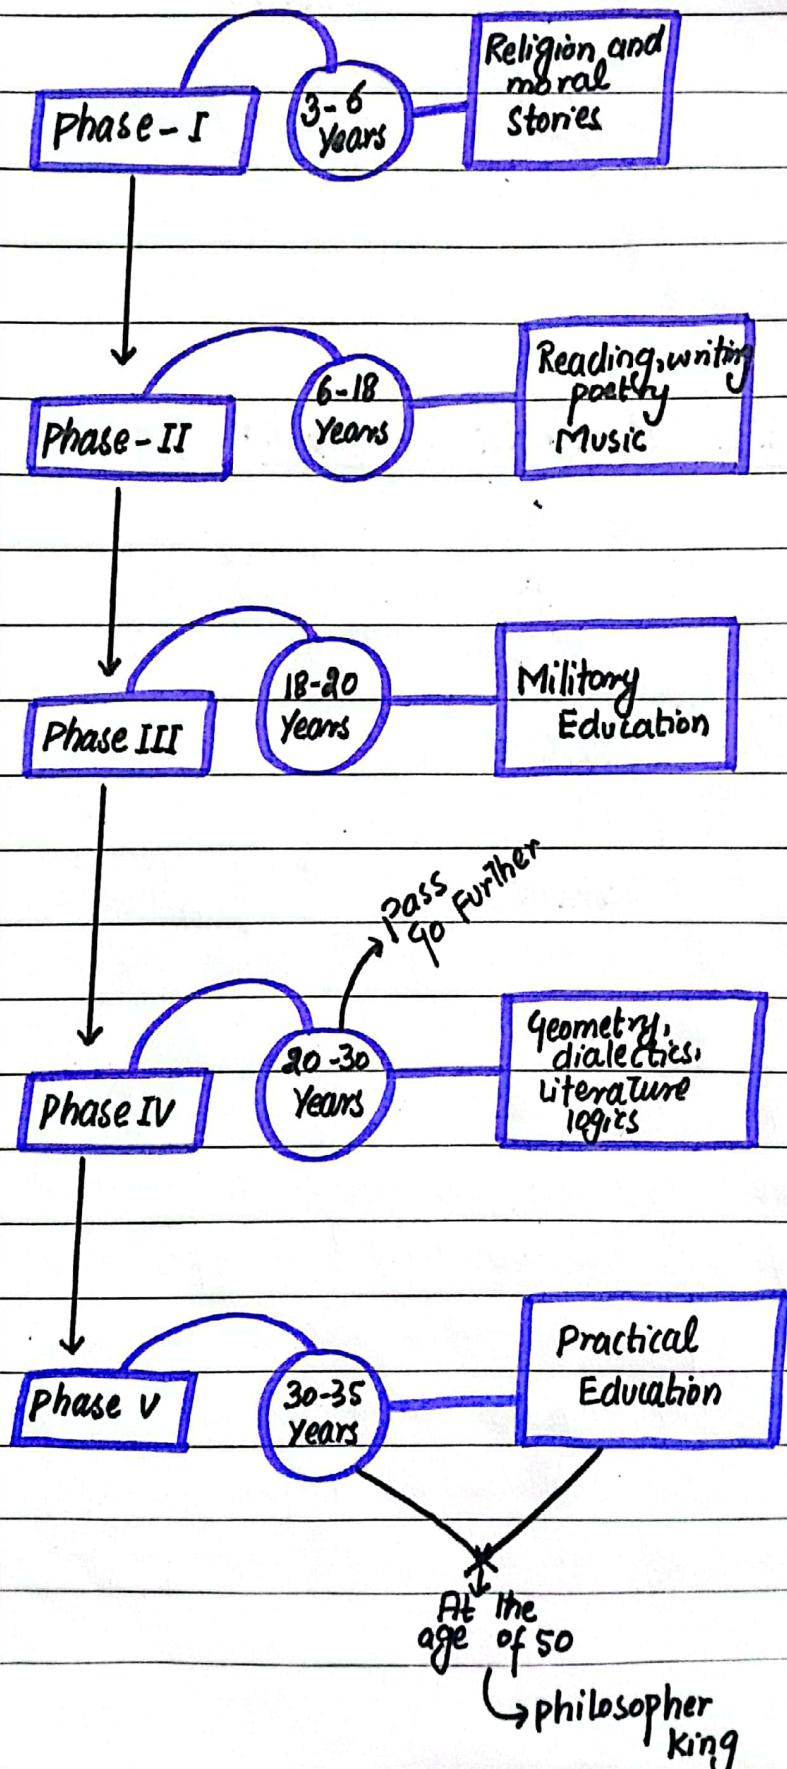 Phase-I
3-6
Years
Religion and
moral
Stories
Phase-II
6-18
Years
Reading, writing
poetry
Music
Phase III
18-20
Years
Military
Education
Pass
go Further
Phase IV
20-30
Years
Geometry,
dialectics,
Literature
logics
Phase V
30-35
Years
Practical
Education
At the
age of 50
philosopher
king